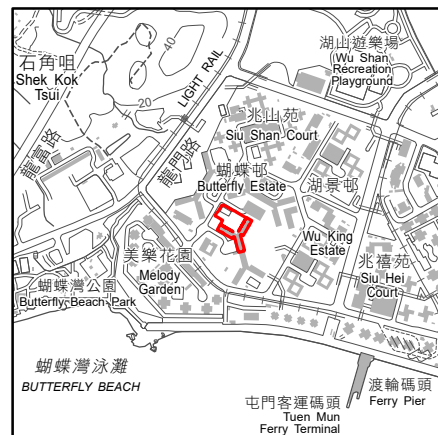 石角咀
Shek Kok
Tsui
40
20
LIGHT RAIL
龍富路
龍門路
湖山遊樂場
Wu Shan
Recreation
Playground
兆山苑
Siu Shan Court
蝴蝶邨
Butterfly Estate
湖景邨
Wu King
Estate
美樂花園
Melody
Garden
兆禧苑
Siu Hei
Court
蝴蝶灣公園
Butterfly Beach Park
蝴蝶灣泳灘
BUTTERFLY BEACH
渡輪碼頭
Ferry Pier
屯門客運碼頭
Tuen Mun
Ferry Terminal